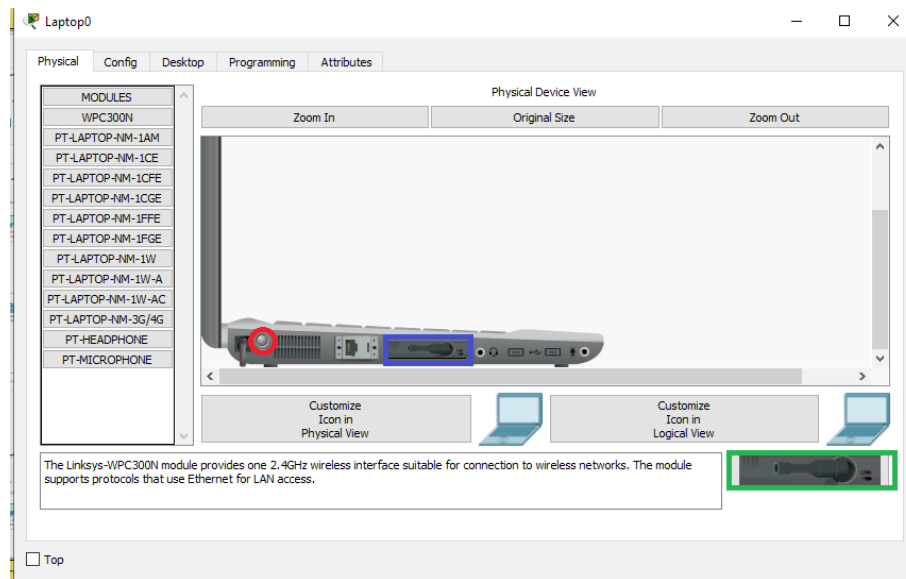 Laptop0
Physical Config Desktop Programming Attributes
MODULES
WPC300N
PT-LAPTOP-NM-1AM
PT-LAPTOP-NM-1CE
PT-LAPTOP-NM-1CFE
PT-LAPTOP-NM-1CGE
PT-LAPTOP-NM-1FFE
PT-LAPTOP-NM-1FGE
PT-LAPTOP-NM-1W
PT-LAPTOP-NM-1W-A
PT-LAPTOP-NM-1W-AC
PT-LAPTOP-NM-3G/4G
PT-HEADPHONE
PT-MICROPHONE
Physical Device View
Zoom In Original Size Zoom Out
Customize
Icon in
Physical View
Customize
Icon in
Logical View
The Linksys-WPC300N module provides one 2.4GHz wireless interface suitable for connection to wireless networks. The module
supports protocols that use Ethernet for LAN access.
LINK
Top